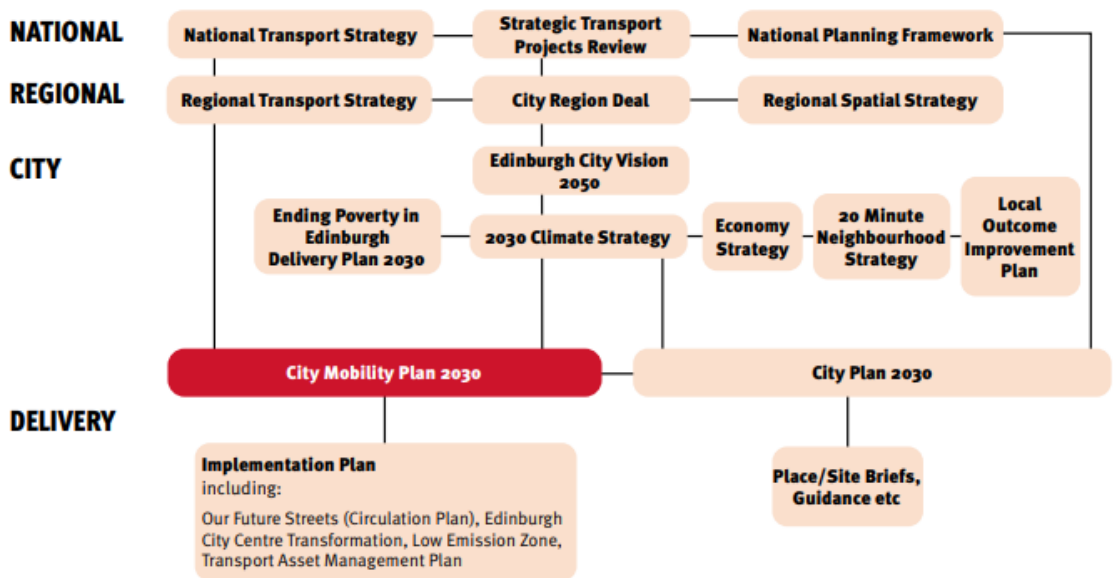 NATIONAL
National Transport Strategy
Strategic Transport
Projects Review
National Planning Framework
REGIONAL
Regional Transport Strategy
City Region Deal
Regional Spatial Strategy
CITY
Edinburgh City Vision
2050
Ending Poverty in
Edinburgh
Delivery Plan 2030
2030 Climate Strategy
Economy
Strategy
20 Minute
Neighbourhood
Strategy
Local
Outcome
Improvement
Plan
City Mobility Plan 2030
City Plan 2030
DELIVERY
Implementation Plan
including:
Our Future Streets (Circulation Plan), Edinburgh
City Centre Transformation, Low Emission Zone,
Transport Asset Management Plan
Place/Site Briefs,
Guidance etc